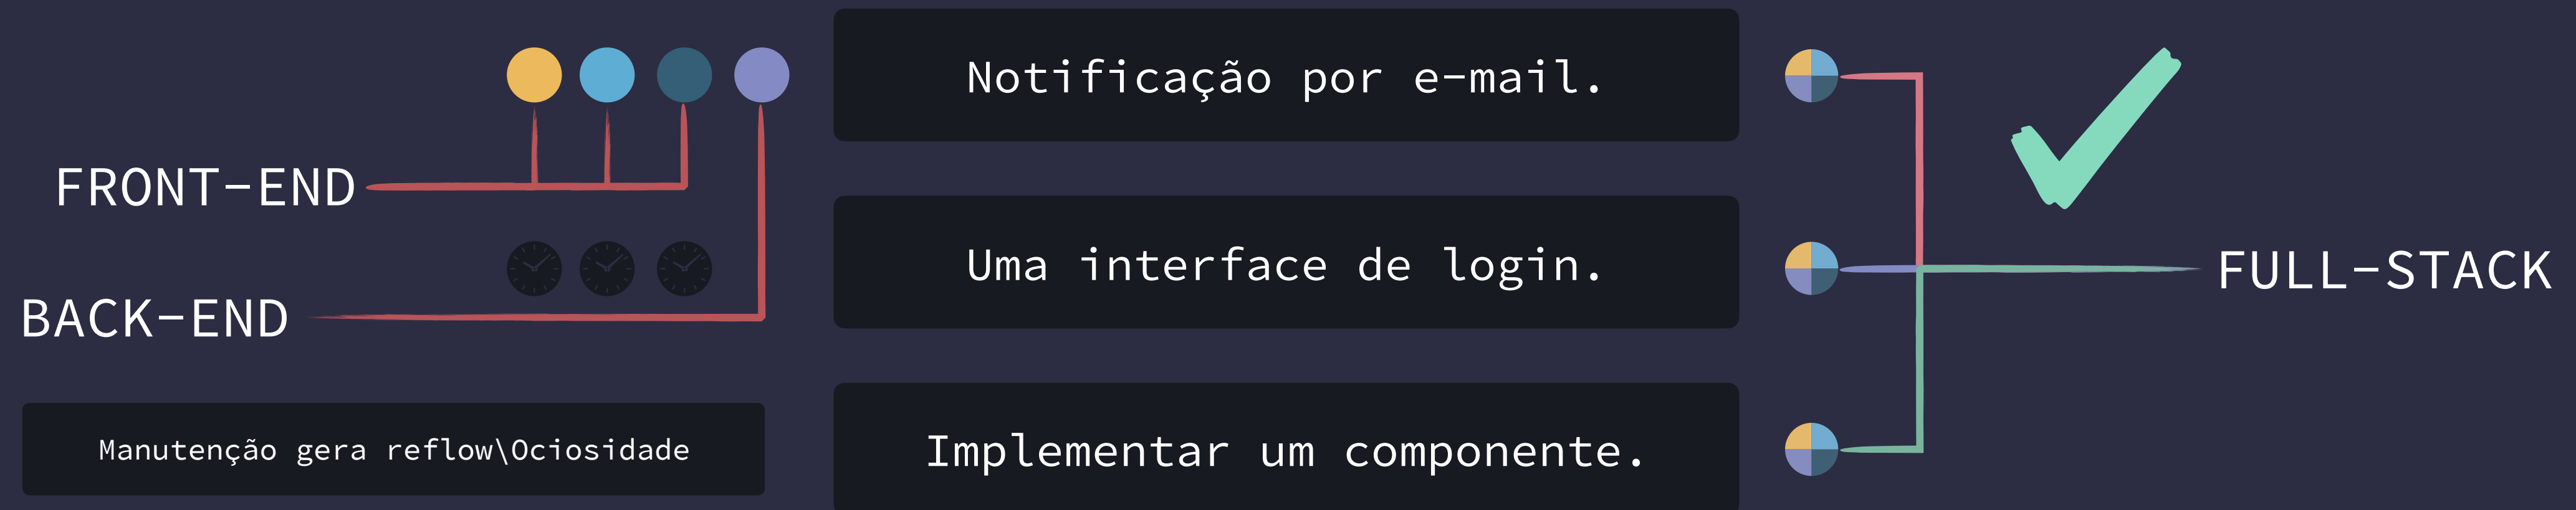 FRONT-END
BACK-END
Manutenção gera reflow\Ociosidade
Notificação por e-mail.
Uma interface de login.
Implementar um componente.
FULL-STACK